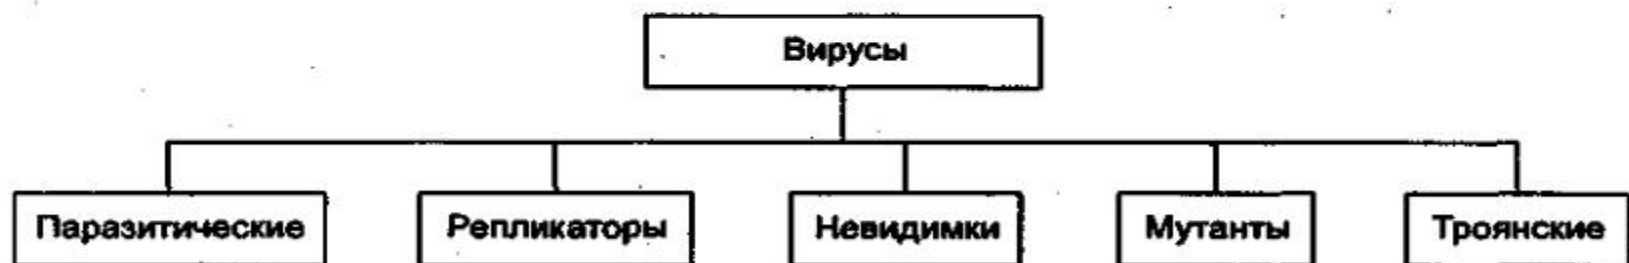 Вирусы
Паразитические Репликаторы Невидимки Мутанты Троянские